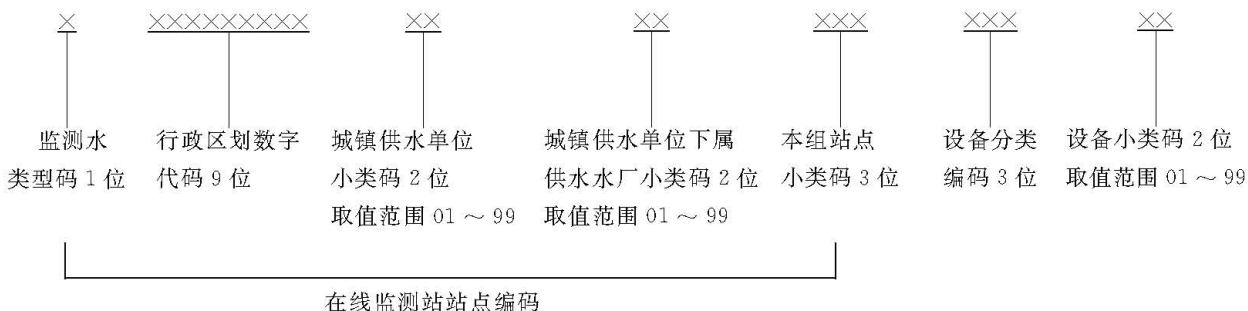 × ××××××××× ×× ×× ××× ××× ××
监测水 行政区划数字 城镇供水单位 城镇供水单位下属 本组站点 设备分类 设备小类码 2 位
类型码 1 位 代码 9 位 小类码 2 位 供水水厂小类码 2 位 小类码 3 位 编码 3 位 取值范围 01 ～ 99
取值范围 01 ～ 99 取值范围 01 ～ 99
在线监测站站点编码